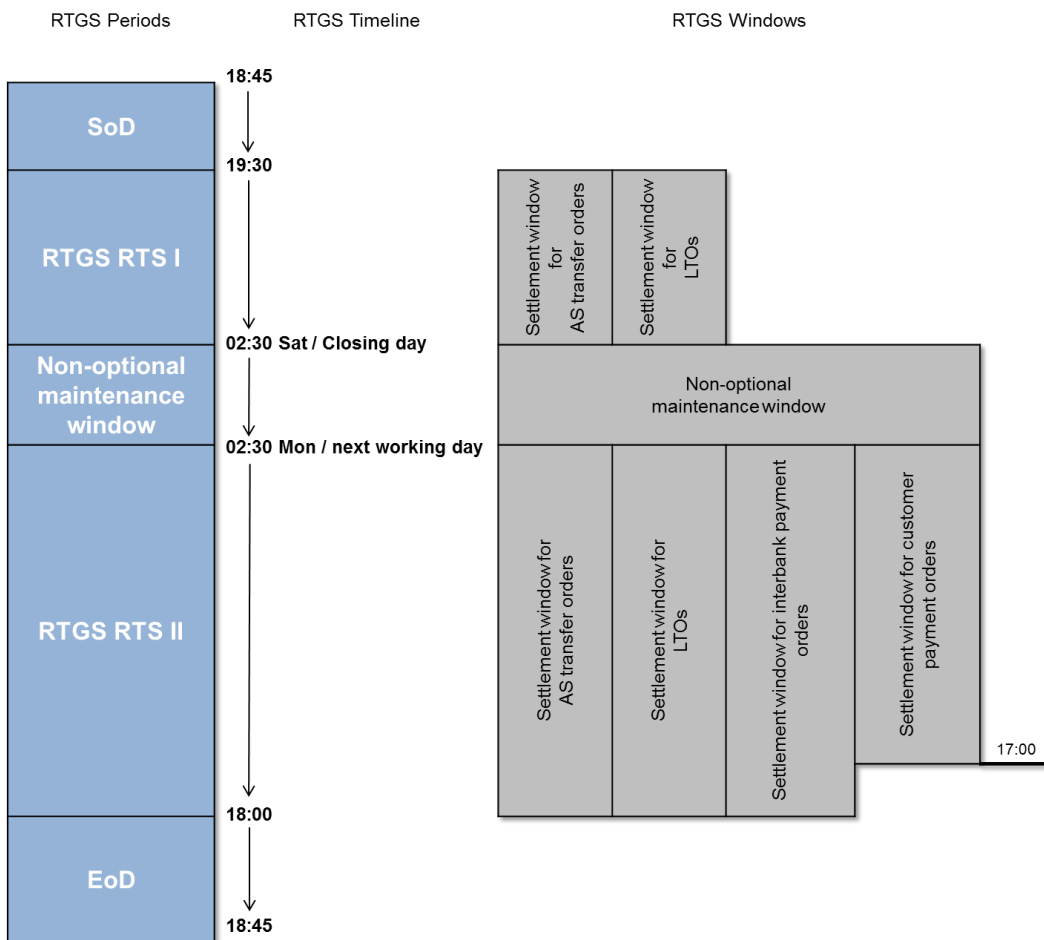 RTGS Periods
RTGS Timeline
RTGS Windows
18:45
SoD
19:30
RTGS RTS I
Settlement window
for
AS transfer orders
Settlement window
for
LTOs
02:30 Sat / Closing day
Non-optional
maintenance
window
Non-optional
maintenance window
02:30 Mon / next working day
RTGS RTS II
Settlement window for
AS transfer orders
Settlement window for
LTOs
Settlement window for interbank payment
orders
Settlement window for customer
payment orders
17:00
18:00
EoD
18:45